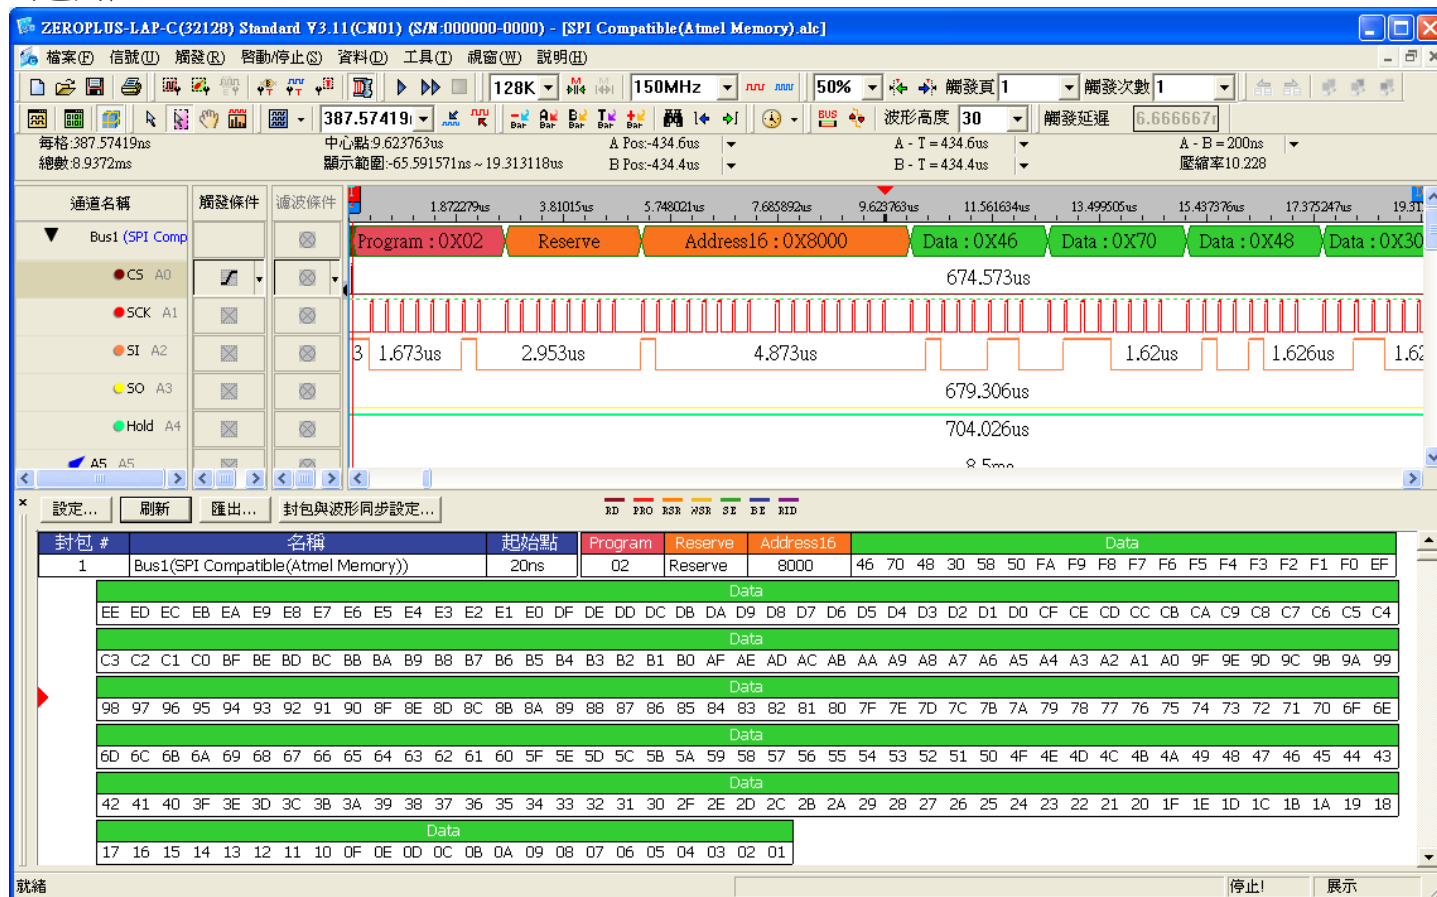 ZEROPLUS-LAP-C(32128) Standard V3.11(CN01) (S/N:000000-0000) - [SPI Compatible(Atmel Memory).alc]
檔案(F) 信號(U) 觸發(R) 啓動/停止(S) 資料(D) 工具(T) 視窗(W) 説明(H)
128K 150MHz 50% 觸發頁 1 觸發次數 1
387.57419 Bar Bar Bar Bar Bar BUS 波形高度 30 觸發延遲 6.666667
每格:387.57419ns 中心點:9.623763us A Pos:-434.6us A - T = 434.6us A - B = 200ns
總數:8.9372ms 顯示範圍:-65.591571ns ~ 19.313118us B Pos:-434.4us B - T = 434.4us 壓縮率10.228
通道名稱 觸發條件 濾波條件 1.872279us 3.81015us 5.748021us 7.685892us 9.623763us 11.561634us 13.499505us 15.437376us 17.375247us 19.31
Bus1 (SPI Comp Program : 0X02 Reserve Address16 : 0X8000 Data : 0X46 Data : 0X70 Data : 0X48 Data : 0X30
CS A0 674.573us
SCK A1
SI A2 3 1.673us 2.953us 4.873us 1.62us 1.626us 1.62
SO A3 679.306us
Hold A4 704.026us
A5 A5 8.5ms
設定... 刷新 匯出... 封包與波形同步設定... RD PRO RSR WSR SE BE RID
封包 # 名稱 起始點 Program Reserve Address16 Data
1 Bus1(SPI Compatible(Atmel Memory)) 20ns 02 Reserve 8000 46 70 48 30 58 50 FA F9 F8 F7 F6 F5 F4 F3 F2 F1 F0 EF
Data
EE ED EC EB EA E9 E8 E7 E6 E5 E4 E3 E2 E1 E0 DF DE DD DC DB DA D9 D8 D7 D6 D5 D4 D3 D2 D1 D0 CF CE CD CC CB CA C9 C8 C7 C6 C5 C4
Data
C3 C2 C1 C0 BF BE BD BC BB BA B9 B8 B7 B6 B5 B4 B3 B2 B1 B0 AF AE AD AC AB AA A9 A8 A7 A6 A5 A4 A3 A2 A1 A0 9F 9E 9D 9C 9B 9A 99
Data
98 97 96 95 94 93 92 91 90 8F 8E 8D 8C 8B 8A 89 88 87 86 85 84 83 82 81 80 7F 7E 7D 7C 7B 7A 79 78 77 76 75 74 73 72 71 70 6F 6E
Data
6D 6C 6B 6A 69 68 67 66 65 64 63 62 61 60 5F 5E 5D 5C 5B 5A 59 58 57 56 55 54 53 52 51 50 4F 4E 4D 4C 4B 4A 49 48 47 46 45 44 43
Data
42 41 40 3F 3E 3D 3C 3B 3A 39 38 37 36 35 34 33 32 31 30 2F 2E 2D 2C 2B 2A 29 28 27 26 25 24 23 22 21 20 1F 1E 1D 1C 1B 1A 19 18
Data
17 16 15 14 13 12 11 10 0F 0E 0D 0C 0B 0A 09 08 07 06 05 04 03 02 01
就緒 停止! 展示